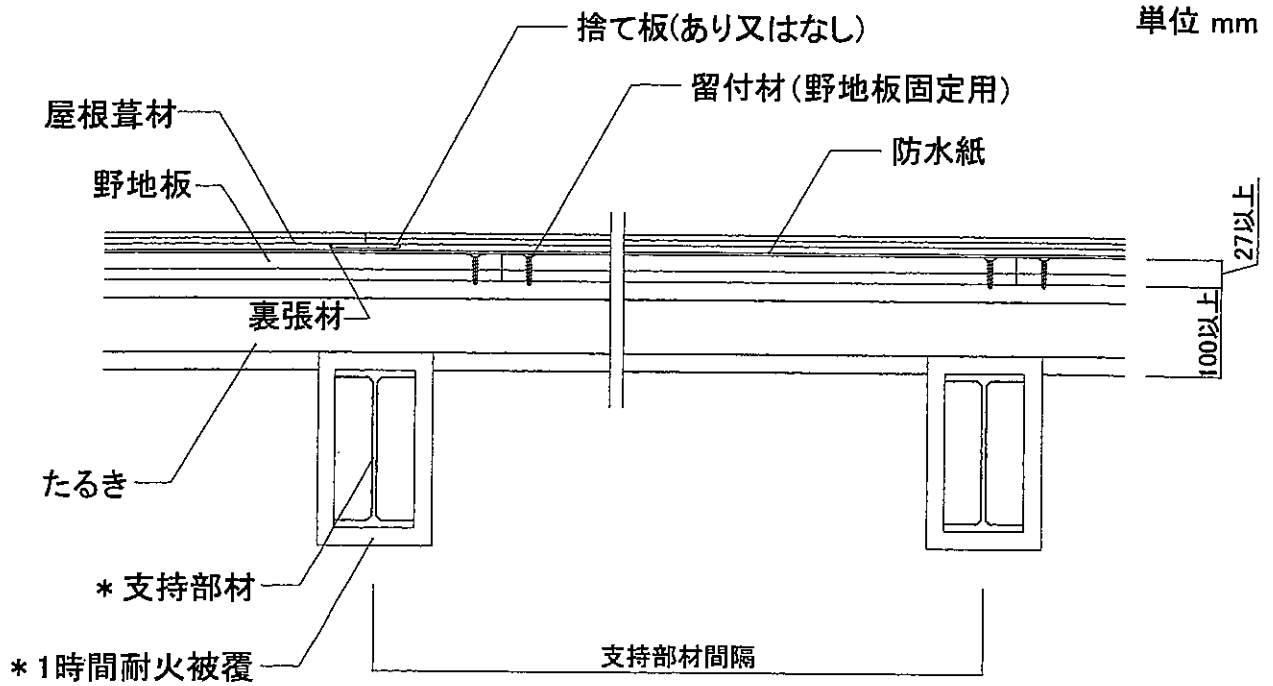 単位 mm
捨て板(あり又はなし)
留付材(野地板固定用)
屋根葺材
防水紙
野地板
27以上
裏張材
100以上
たるき
*支持部材
*1時間耐火被覆
支持部材間隔